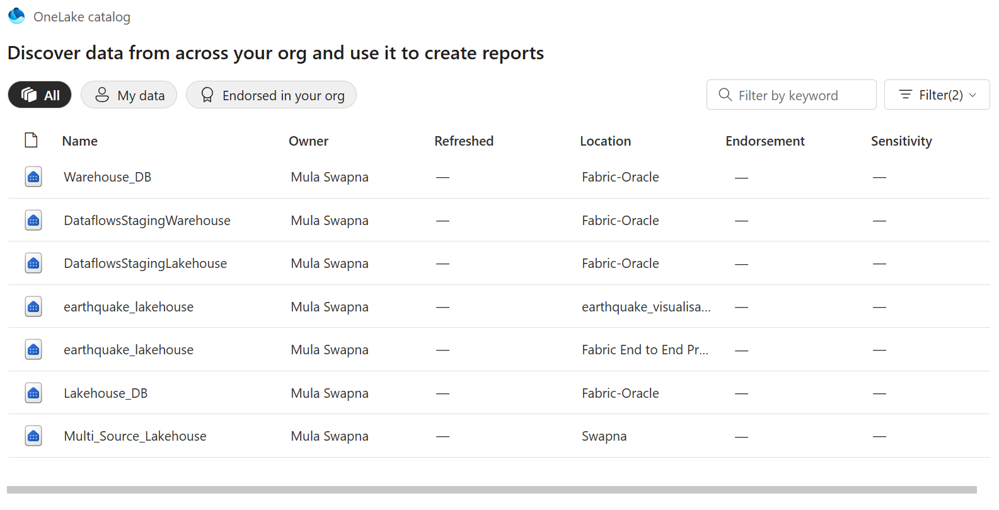 OneLake catalog
Discover data from across your org and use it to create reports
All My data Endorsed in your org Filter by keyword Filter(2)
Name Owner Refreshed Location Endorsement Sensitivity
Warehouse_DB Mula Swapna — Fabric-Oracle — —
DataflowsStagingWarehouse Mula Swapna — Fabric-Oracle — —
DataflowsStagingLakehouse Mula Swapna — Fabric-Oracle — —
earthquake_lakehouse Mula Swapna — earthquake_visualisa... — —
earthquake_lakehouse Mula Swapna — Fabric End to End Pr... — —
Lakehouse_DB Mula Swapna — Fabric-Oracle — —
Multi_Source_Lakehouse Mula Swapna — Swapna — —